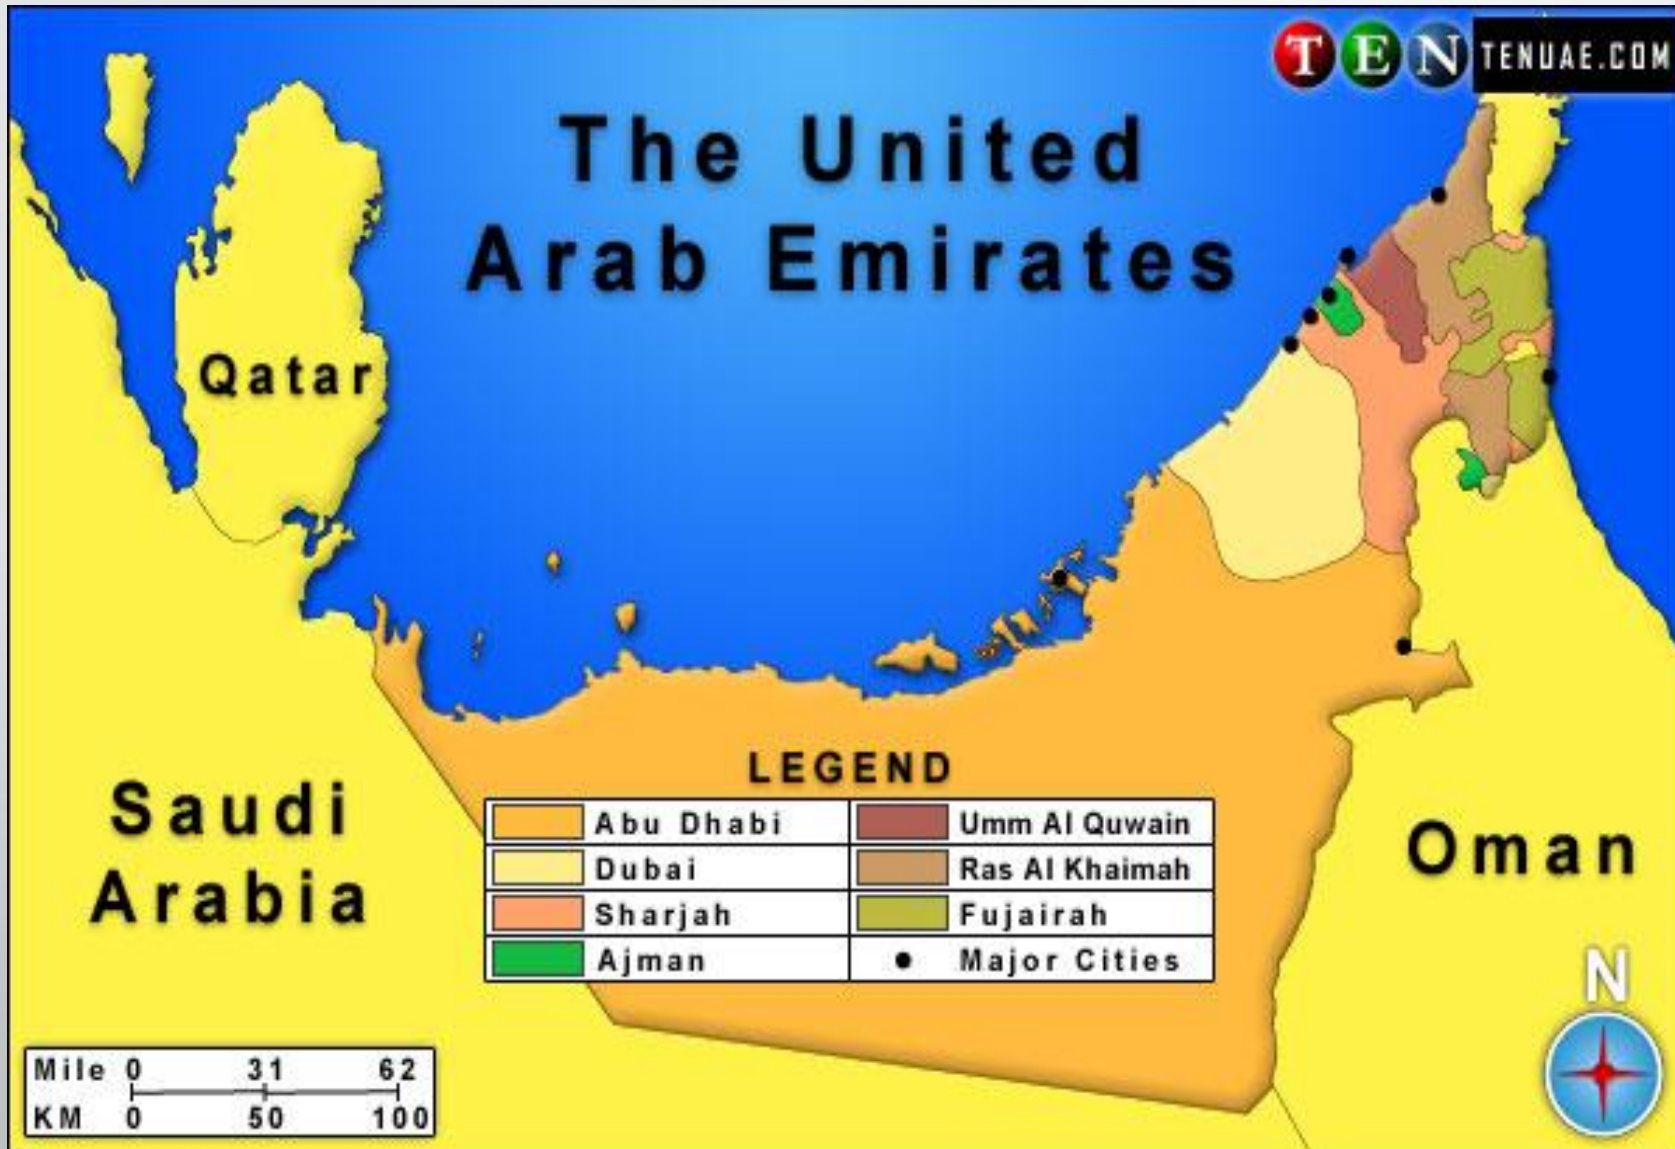 TEN TENUAE.COM
The United
Arab Emirates
Qatar
Saudi
Arabia
Oman
LEGEND
Abu Dhabi
Umm Al Quwain
Dubai
Ras Al Khaimah
Sharjah
Fujairah
Ajman
Major Cities
N
Mile 0 31 62
KM 0 50 100